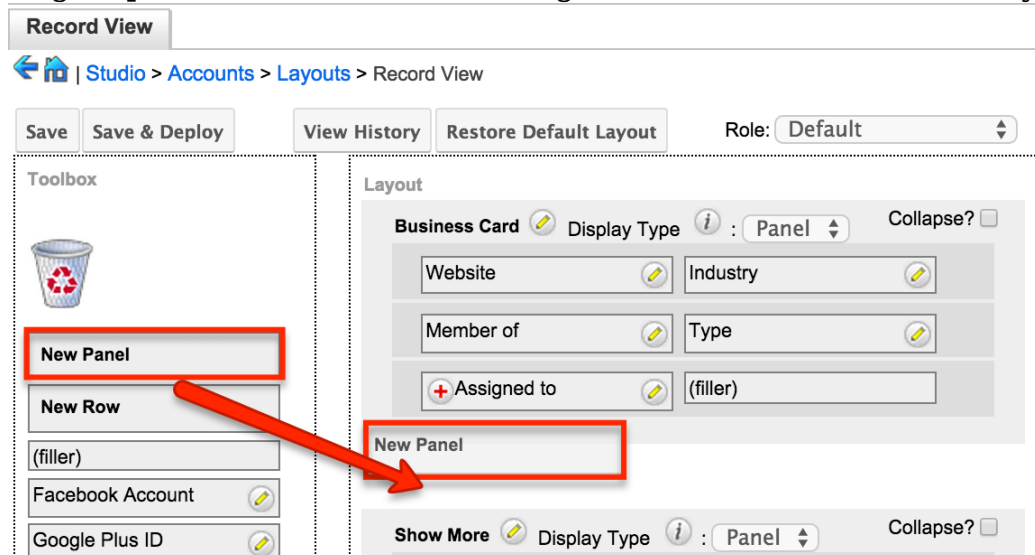 Record View
| Studio > Accounts > Layouts > Record View
Save Save & Deploy View History Restore Default Layout Role: Default
Toolbox
New Panel
New Row
(filler)
Facebook Account
Google Plus ID
Layout
Business Card Display Type i : Panel Collapse?
Website Industry
Member of Type
Assigned to (filler)
New Panel
Show More Display Type i : Panel Collapse?